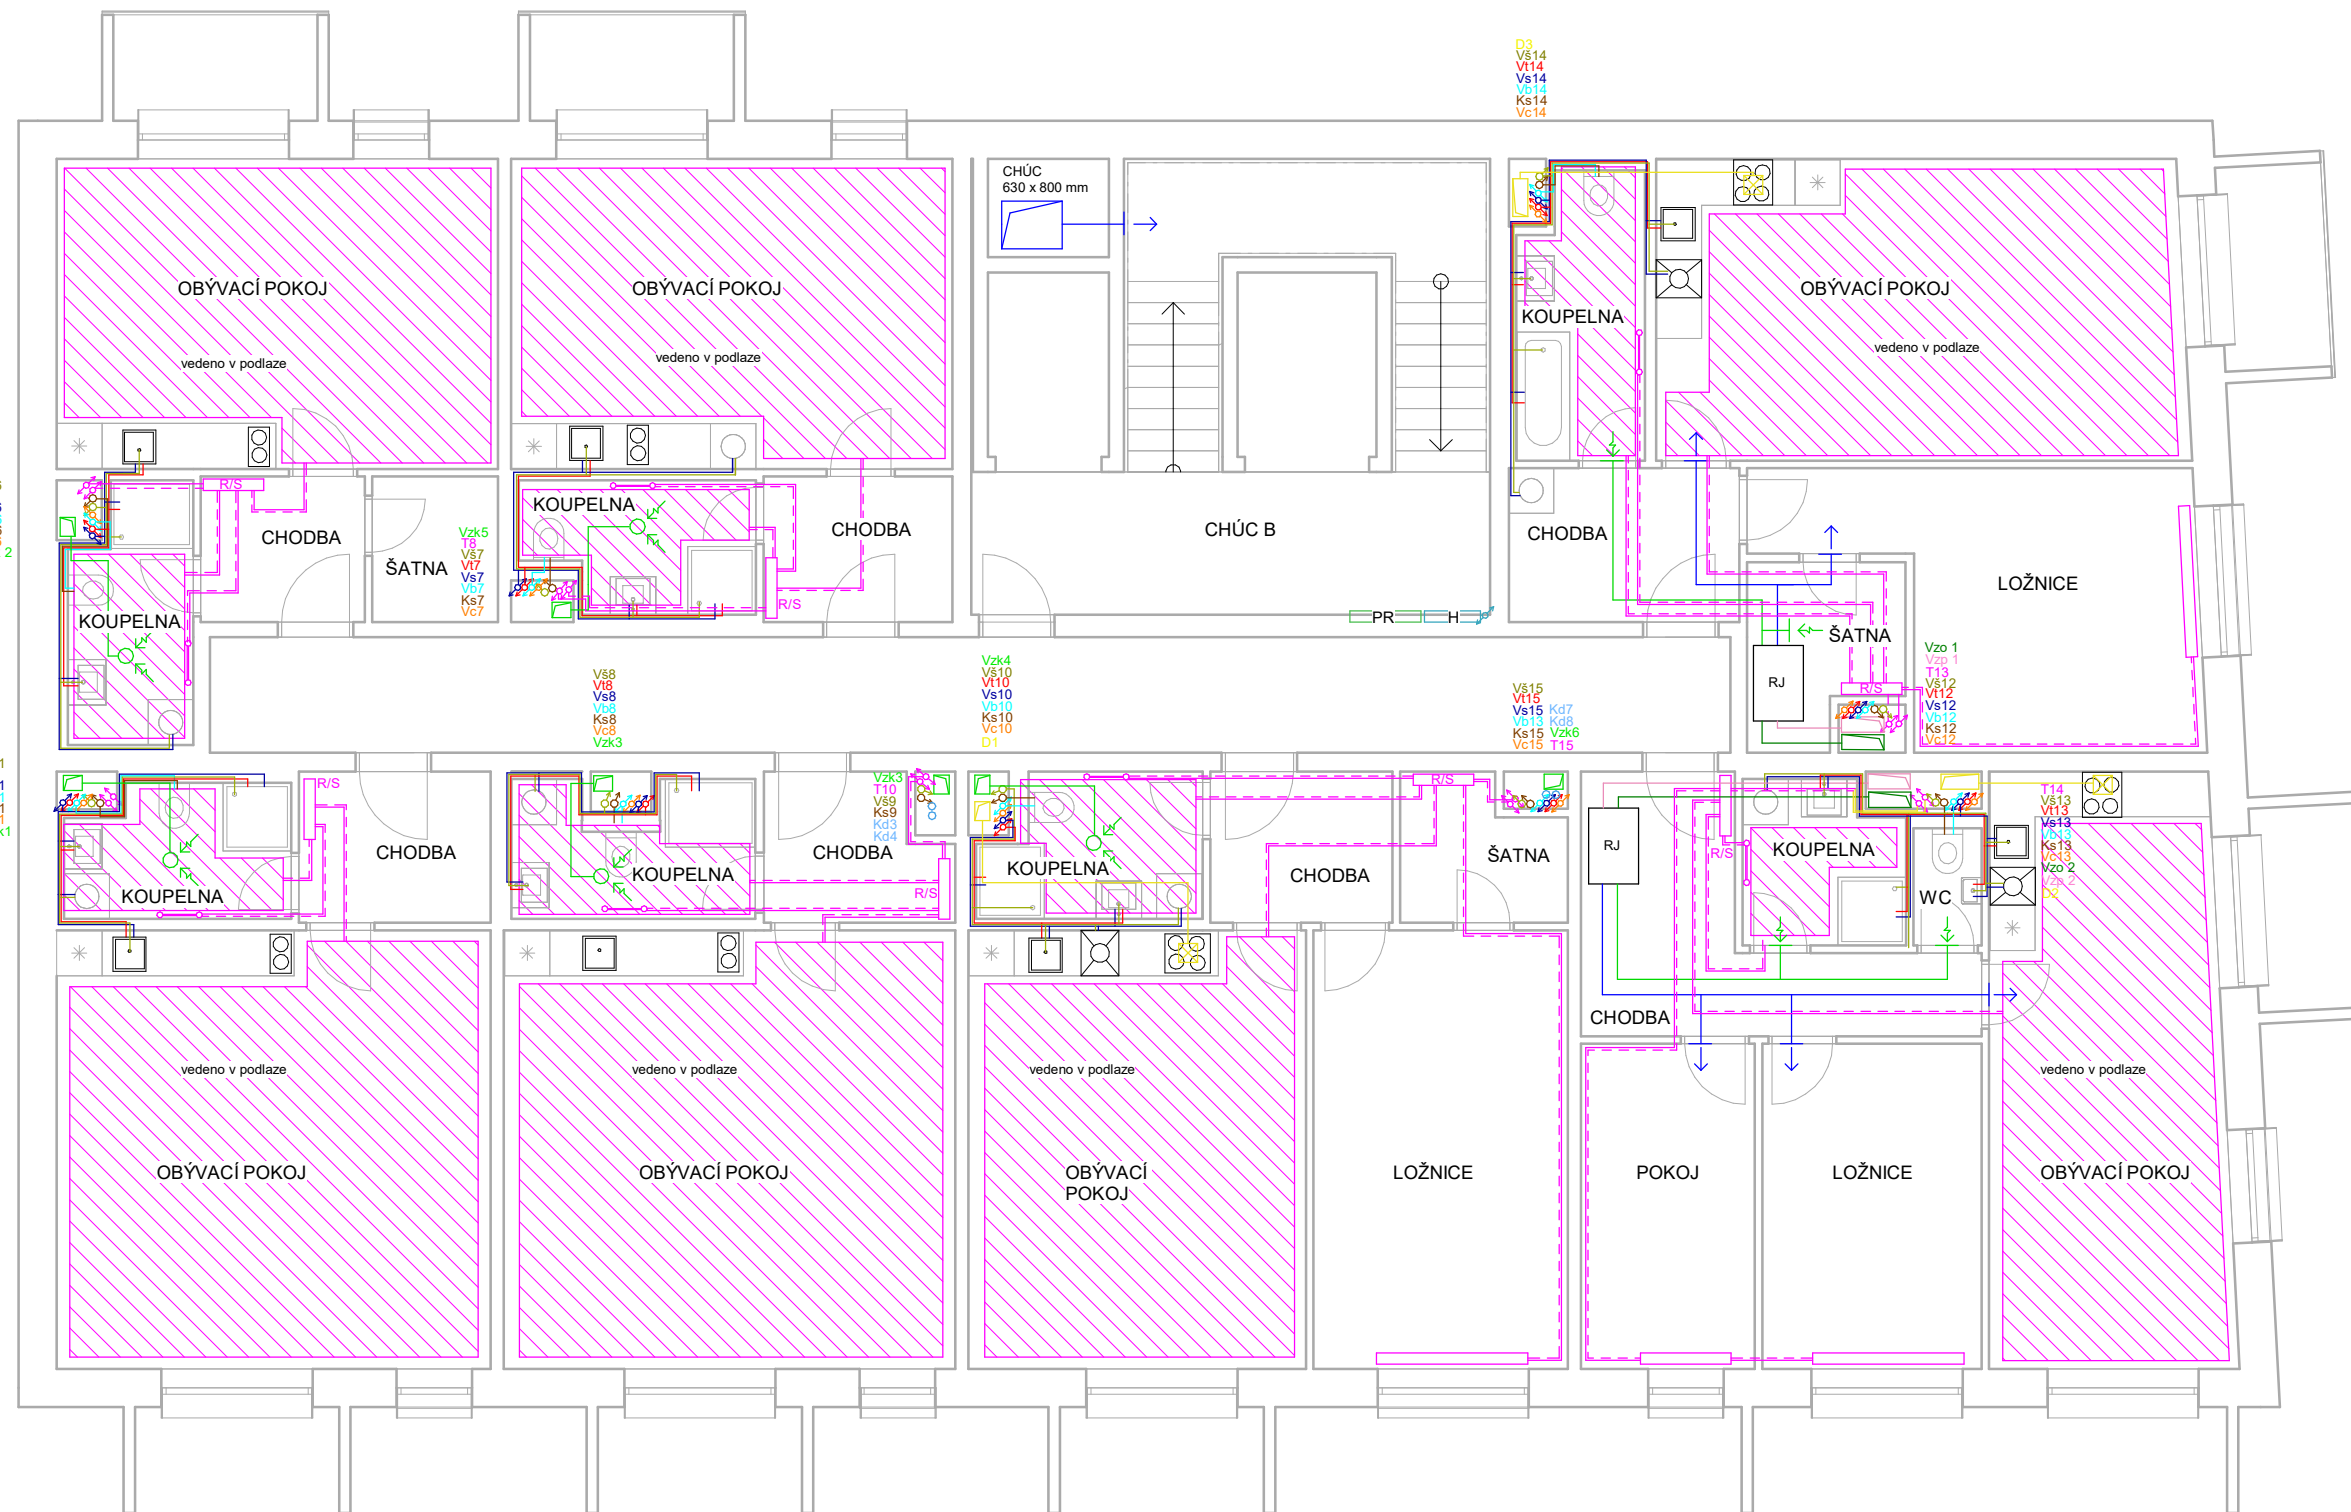 D3
Vš14
Vt14
Vs14
Vb14
Ks14
Vc14
CHÚC
630 x 800 mm
OBÝVACÍ POKOJ
vedeno v podlaze
OBÝVACÍ POKOJ
vedeno v podlaze
KOUPELNA
OBÝVACÍ POKOJ
vedeno v podlaze
R/S
CHODBA
ŠATNA
2
KOUPELNA
Vzk5
T8
Vš7
Vt7
Vs7
Vb7
Ks7
Vc7
KOUPELNA
CHODBA
R/S
CHÚC B
PR
H
CHODBA
LOŽNICE
ŠATNA
RJ
R/S
Vzo 1
Vzp 1
T13
Vš12
Vt12
Vs12
Vb12
Ks12
Vc12
Vš8
Vt8
Vs8
Vb8
Ks8
Vc8
Vzk3
Vzk4
Vš10
Vt10
Vs10
Vb10
Ks10
Vc10
D1
Vš15
Vt15
Vs15 Kd7
Vb13 Kd8
Ks15 Vzk6
Vc15 T15
R/S
CHODBA
KOUPELNA
Vzk3
T10
Vš9
Ks9
Kd3
Kd4
CHODBA
KOUPELNA
R/S
KOUPELNA
CHODBA
R/S
ŠATNA
RJ
R/S
KOUPELNA
WC
T14
Vš13
Vt13
Vs13
Vb13
Ks13
Vc13
Vzo 2
Vzp 2
D2
CHODBA
vedeno v podlaze
vedeno v podlaze
vedeno v podlaze
vedeno v podlaze
OBÝVACÍ POKOJ
OBÝVACÍ POKOJ
OBÝVACÍ
POKOJ
LOŽNICE
POKOJ
LOŽNICE
OBÝVACÍ POKOJ